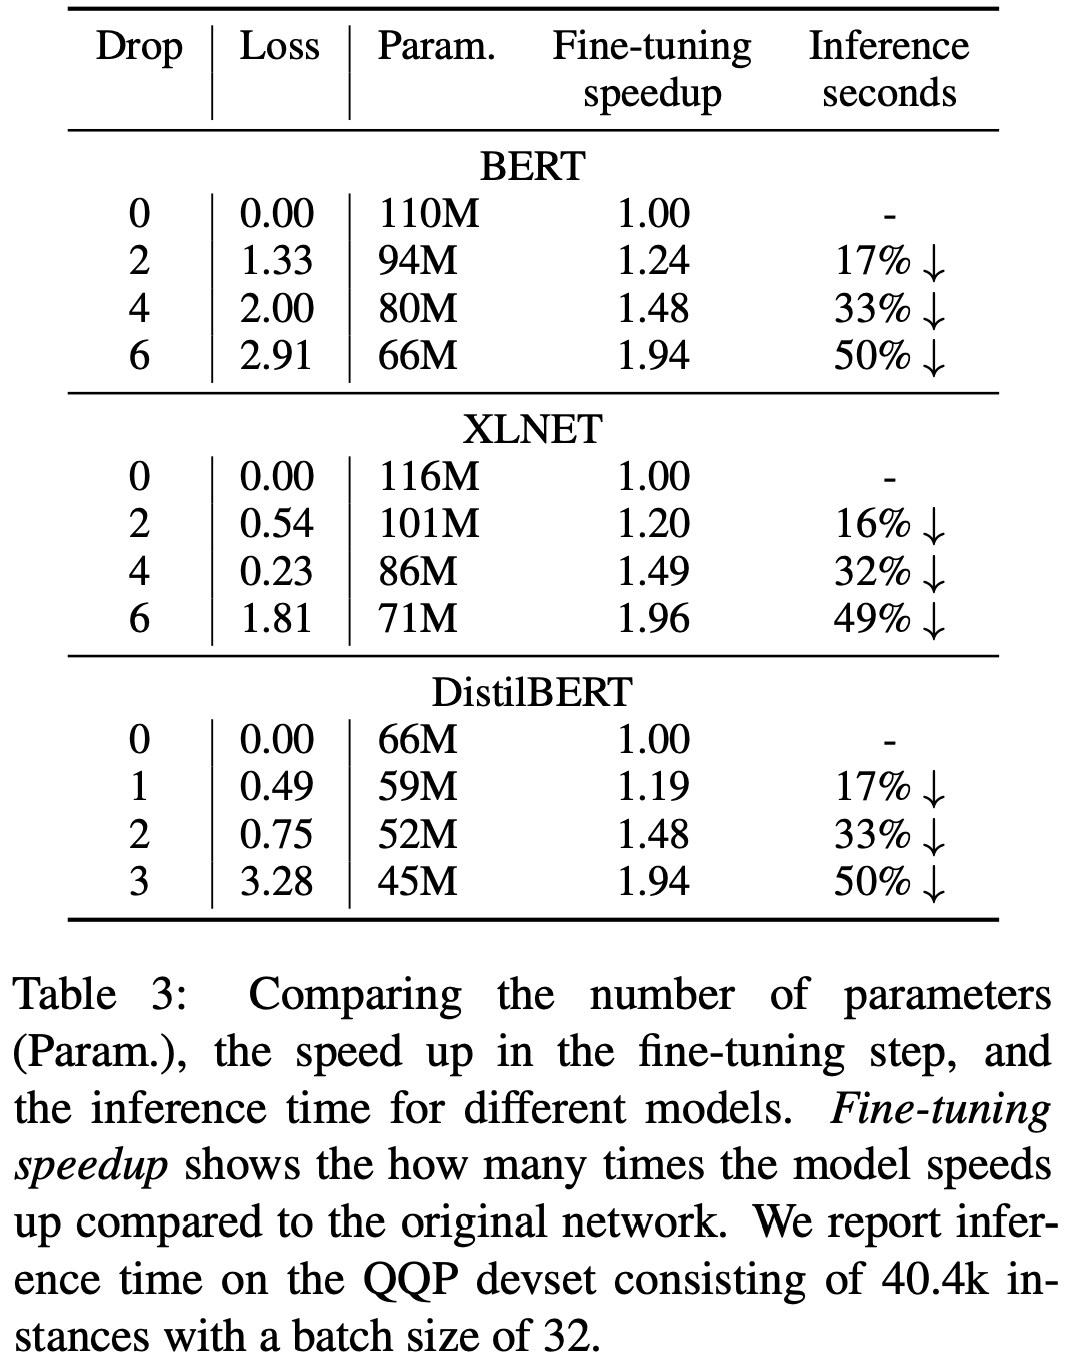 Drop Loss Param. Fine-tuning Inference
speedup seconds
BERT
0 0.00 110M 1.00 -
2 1.33 94M 1.24 17% ↓
4 2.00 80M 1.48 33% ↓
6 2.91 66M 1.94 50% ↓
XLNET
0 0.00 116M 1.00 -
2 0.54 101M 1.20 16% ↓
4 0.23 86M 1.49 32% ↓
6 1.81 71M 1.96 49% ↓
DistilBERT
0 0.00 66M 1.00 -
1 0.49 59M 1.19 17% ↓
2 0.75 52M 1.48 33% ↓
3 3.28 45M 1.94 50% ↓
Table 3: Comparing the number of parameters
(Param.), the speed up in the fine-tuning step, and
the inference time for different models. Fine-tuning
speedup shows the how many times the model speeds
up compared to the original network. We report infer-
ence time on the QQP devset consisting of 40.4k in-
stances with a batch size of 32.